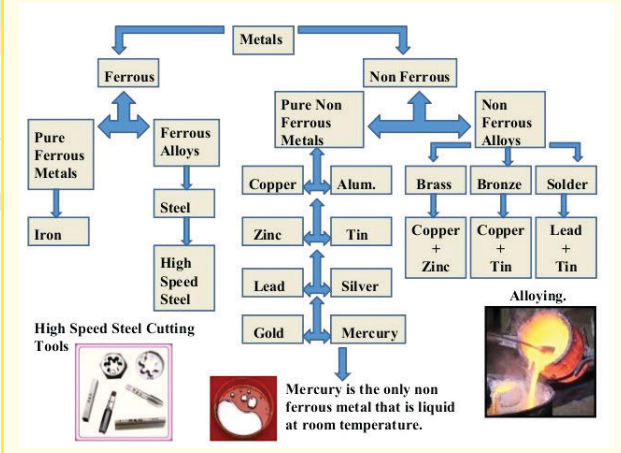 Metals
Ferrous
Non Ferrous
Pure
Ferrous
Metals
Ferrous
Alloys
Pure Non
Ferrous
Metals
Non
Ferrous
Alloys
Iron
Steel
High
Speed
Steel
Copper
Alum.
Zinc
Tin
Lead
Silver
Gold
Mercury
Brass
Bronze
Solder
Copper
+
Zinc
Copper
+
Tin
Lead
+
Tin
Alloying.
High Speed Steel Cutting
Tools
Mercury is the only non
ferrous metal that is liquid
at room temperature.